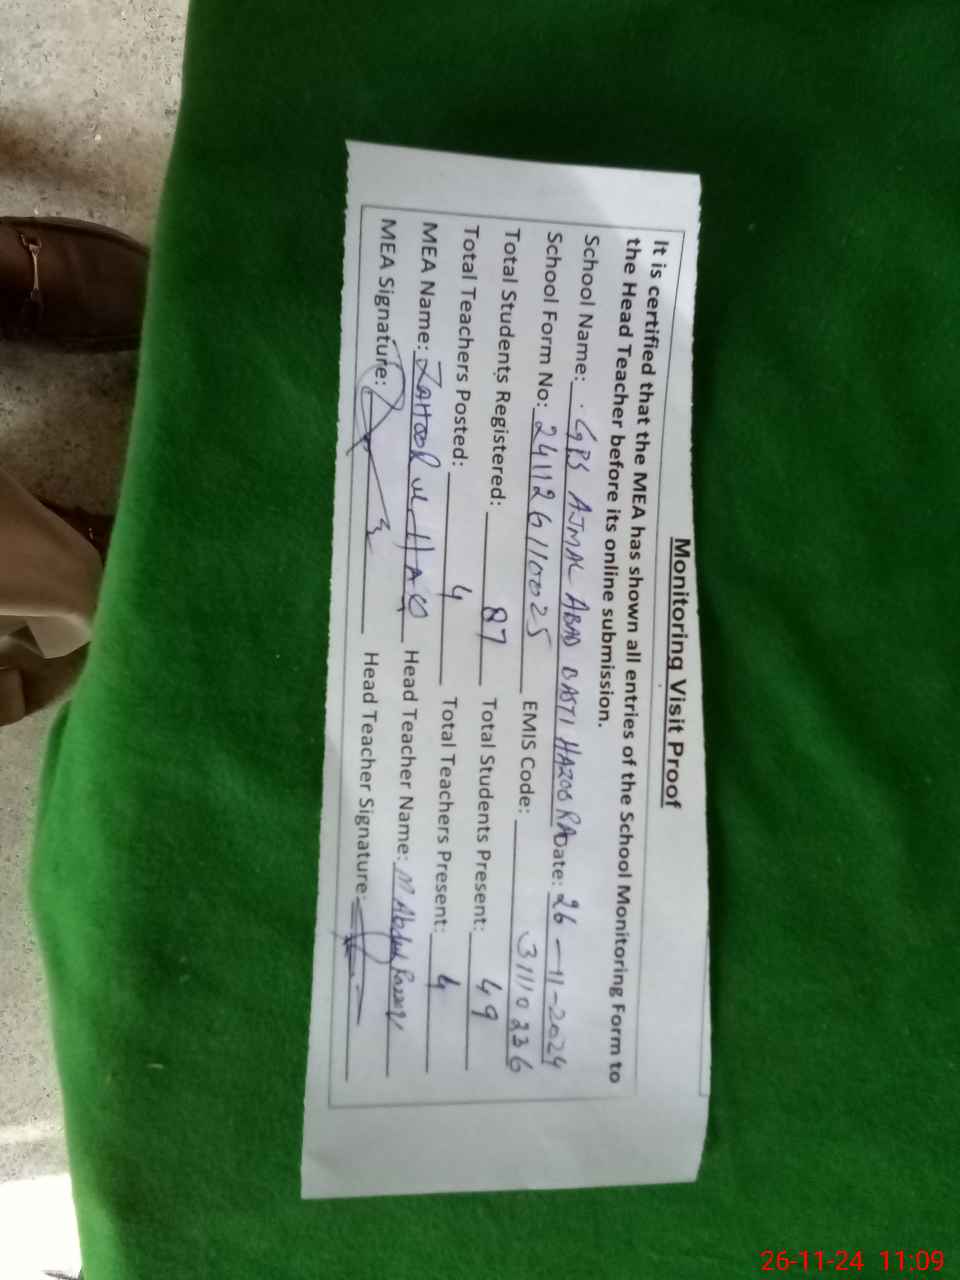 Monitoring Visit Proof
It is certified that the MEA has shown all entries of the School Monitoring Form to
the Head Teacher before its online submission.
School Name: GPS AJMAL ABAD BASTI HAZOORA Date: 26-11-2024
School Form No: 241126110025 EMIS Code: 31110236
Total Students Registered: 87 Total Students Present: 49
Total Teachers Posted: 4 Total Teachers Present: 4
MEA Name: ZAHOOR ul HAQ Head Teacher Name: M Abdul Razzaq
MEA Signature: Head Teacher Signature:
26-11-24 11:09